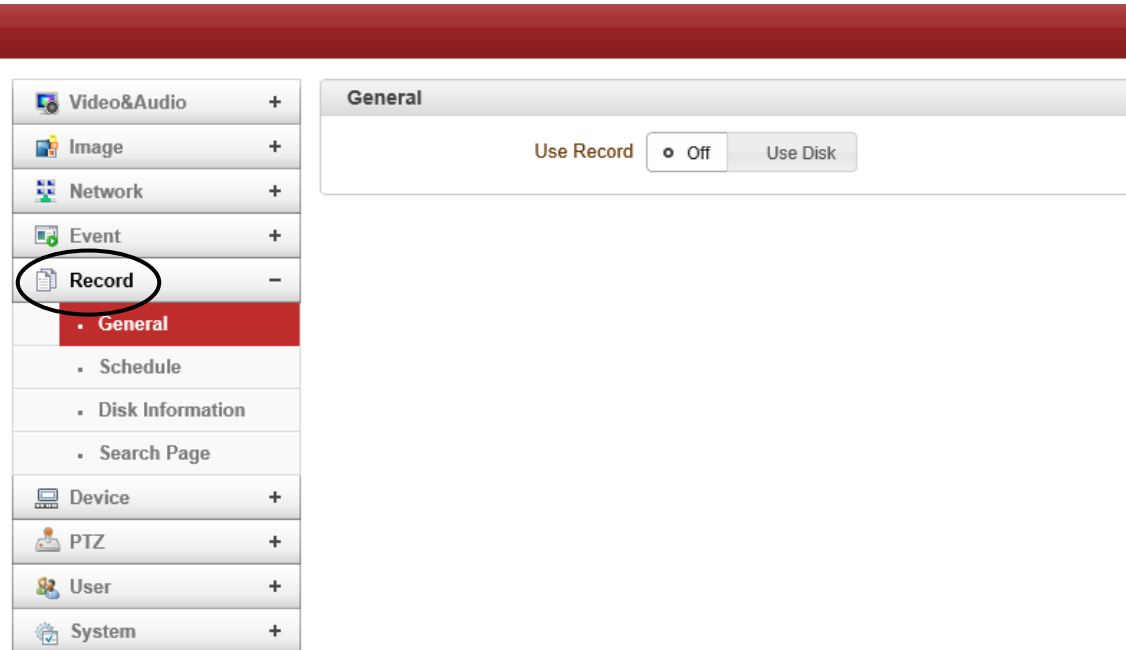 Video&Audio +
Image +
Network +
Event +
Record −
General
Schedule
Disk Information
Search Page
Device +
PTZ +
User +
System +
General
Use Record Off Use Disk